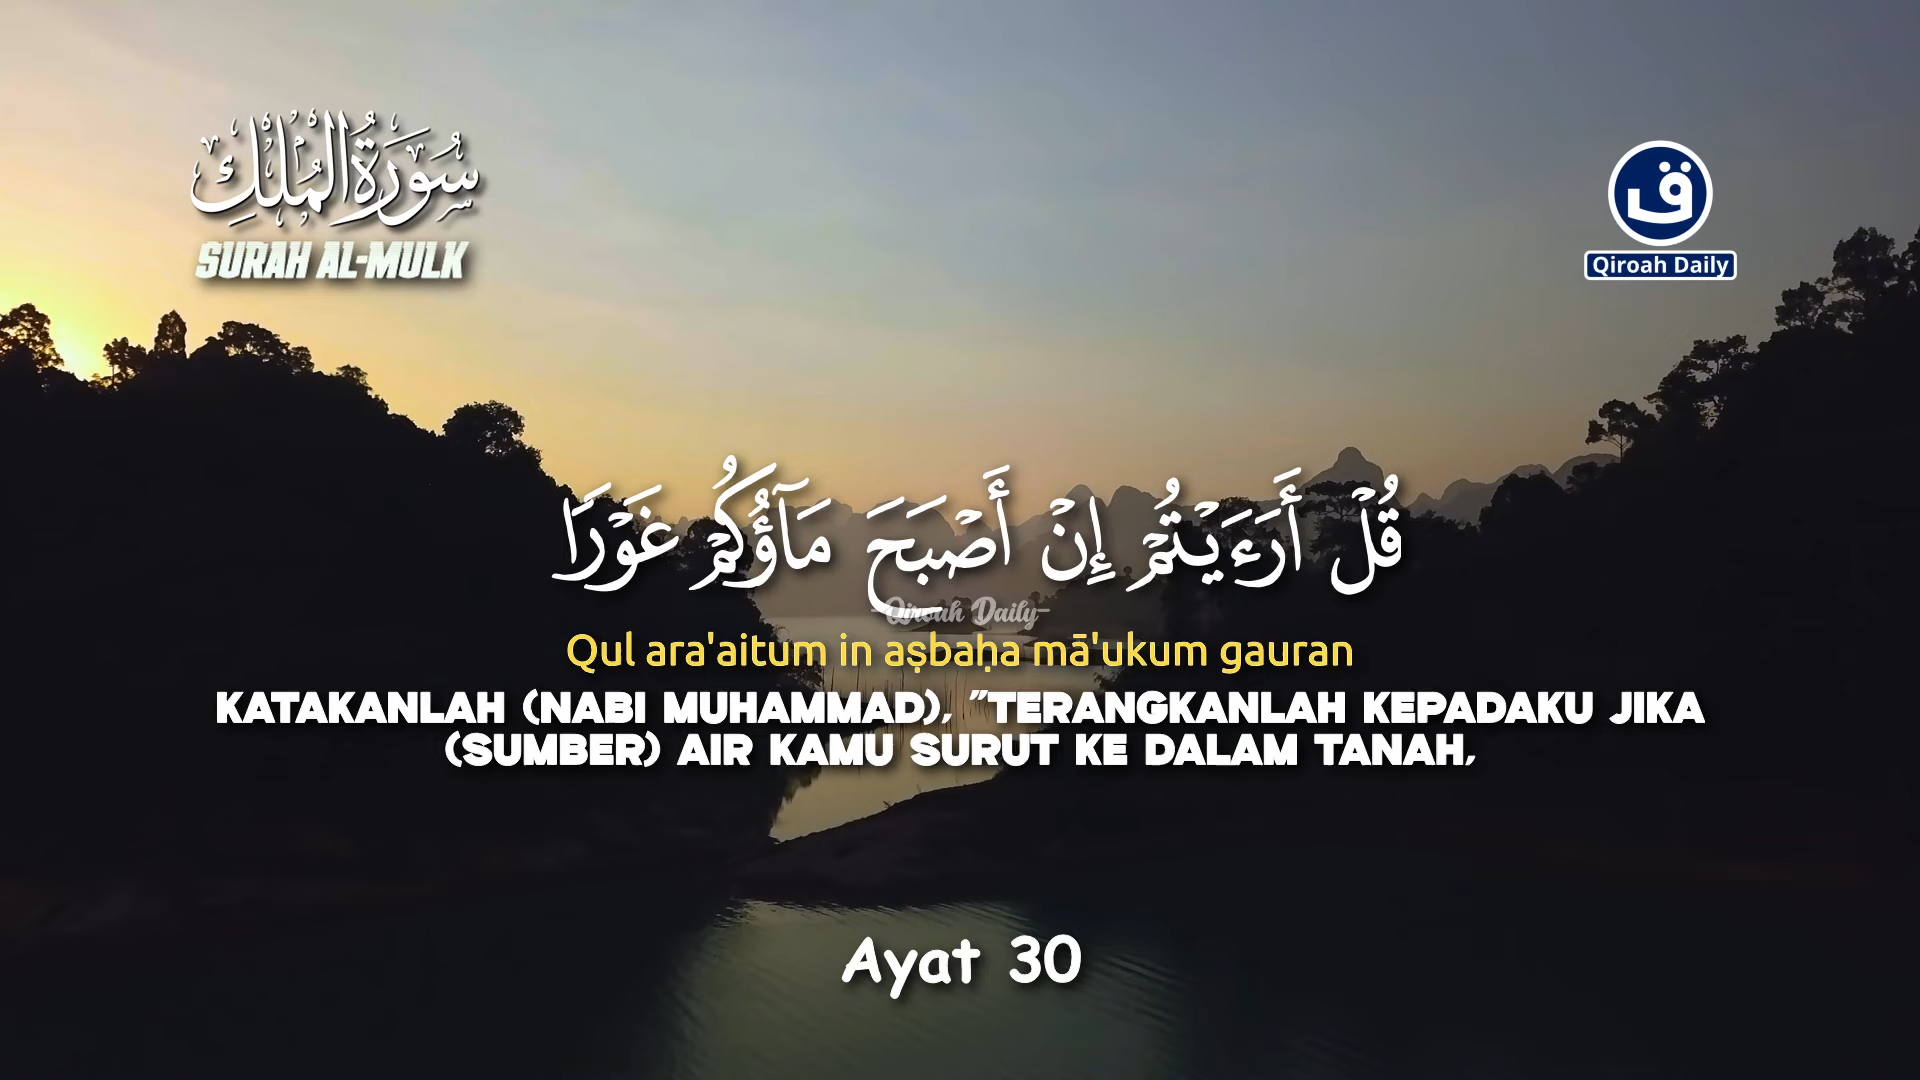 سُورَةُ الْمُلْكِ
SURAH AL-MULK
ق
Qiroah Daily
قُلْ أَرَءَيْتُمْ إِنْ أَصْبَحَ مَآؤُكُمْ غَوْرًا
-Qiroah Daily-
Qul ara'aitum in aṣbaḥa mā'ukum gauran
KATAKANLAH (NABI MUHAMMAD), "TERANGKANLAH KEPADAKU JIKA
(SUMBER) AIR KAMU SURUT KE DALAM TANAH,
Ayat 30